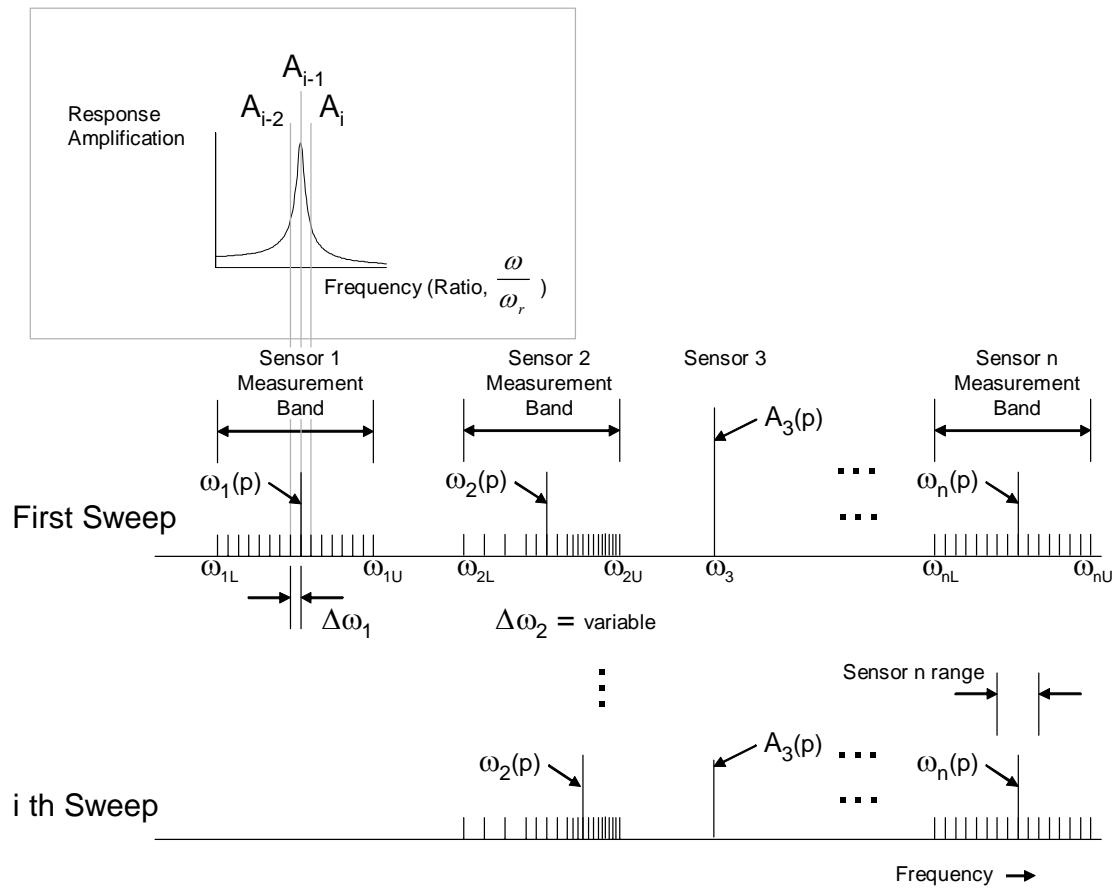 A_{i-1}
A_{i-2} A_i
Response
Amplification
Frequency (Ratio, ω/ω_r )
Sensor 1
Measurement
Band
Sensor 2
Measurement
Band
Sensor 3
Sensor n
Measurement
Band
A_3(p)
ω_1(p)
ω_2(p)
...
ω_n(p)
...
First Sweep
ω_{1L} ω_{1U} ω_{2L} ω_{2U} ω_3 ω_{nL} ω_{nU}
Δω_1
Δω_2 = variable
Sensor n range
A_3(p)
ω_2(p)
...
ω_n(p)
...
i th Sweep
Frequency